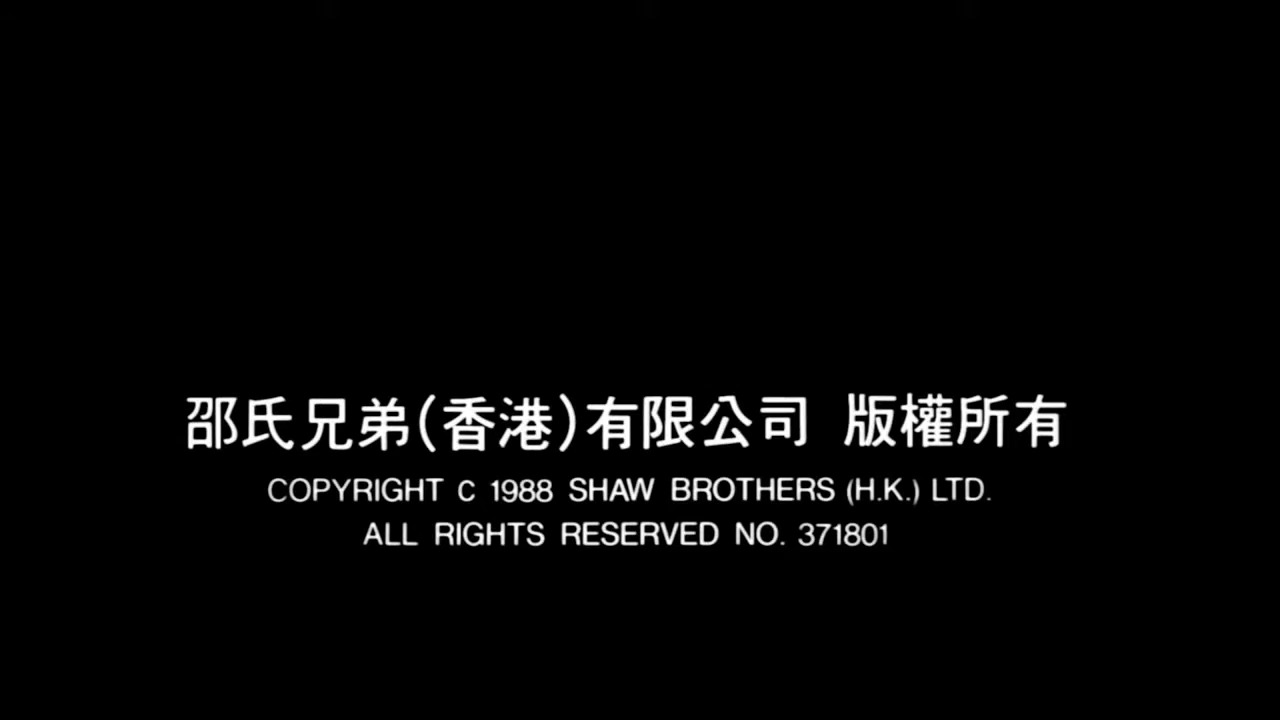 邵氏兄弟(香港)有限公司 版權所有
COPYRIGHT C 1988 SHAW BROTHERS (H.K.) LTD.
ALL RIGHTS RESERVED NO. 371801